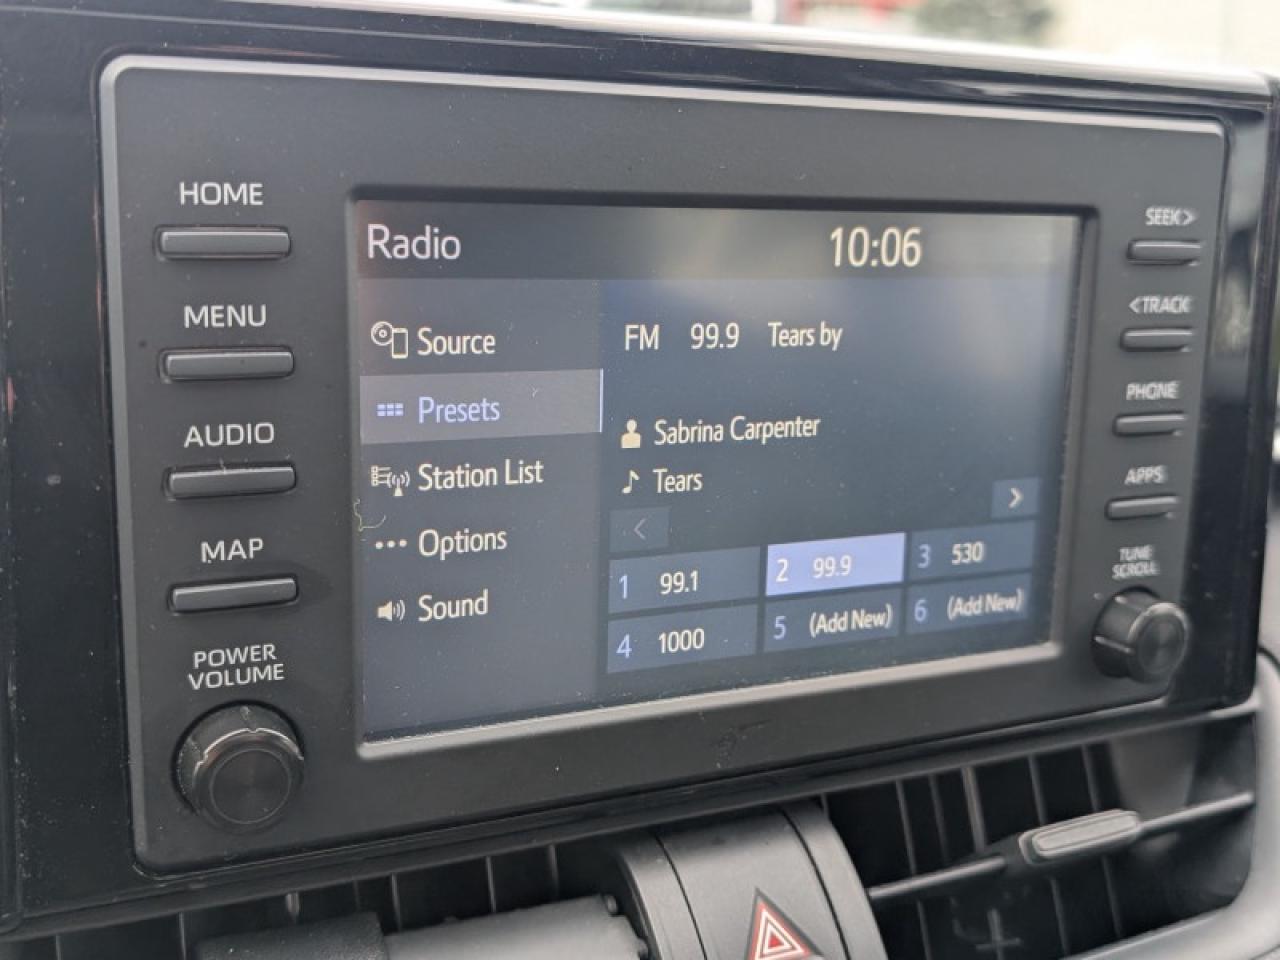 HOME
MENU
AUDIO
MAP
POWER
VOLUME
Radio
10:06
Source
Presets
Station List
Options
Sound
FM 99.9 Tears by
Sabrina Carpenter
Tears
<
>
1 99.1
2 99.9
3 530
4 1000
5 (Add New)
6 (Add New)
SEEK>
<TRACK
PHONE
APPS
TUNE
SCROLL